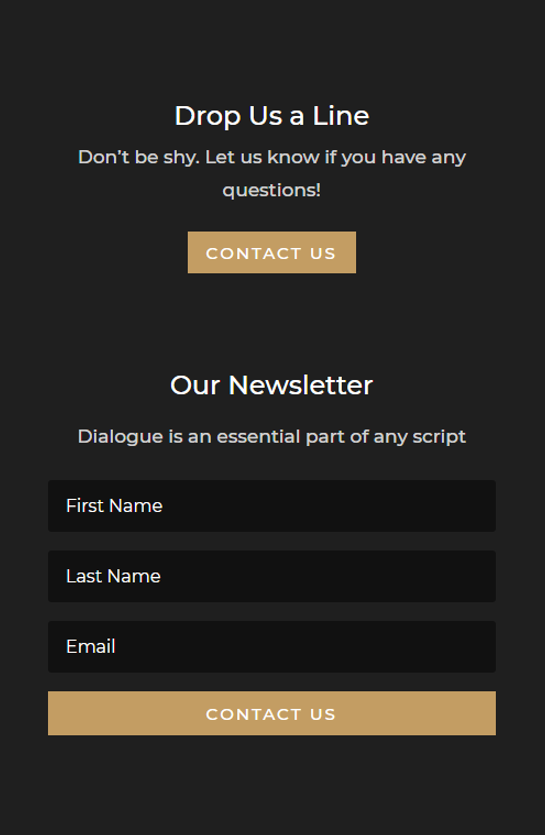 Drop Us a Line
Don't be shy. Let us know if you have any
questions!
CONTACT US
Our Newsletter
Dialogue is an essential part of any script
First Name
Last Name
Email
CONTACT US